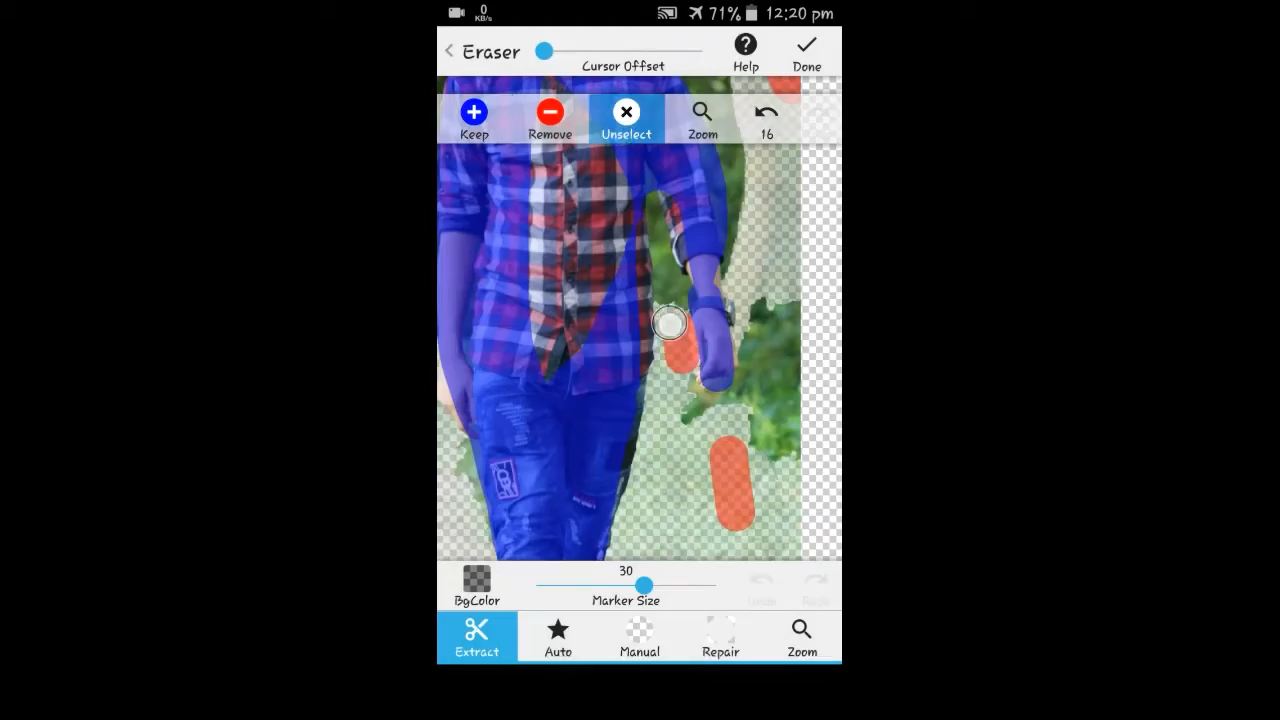 0
KB/s
71%
12:20 pm
Eraser
Cursor Offset
Help
Done
Keep
Remove
Unselect
Zoom
16
30
BgColor
Marker Size
Undo
Redo
Extract
Auto
Manual
Repair
Zoom